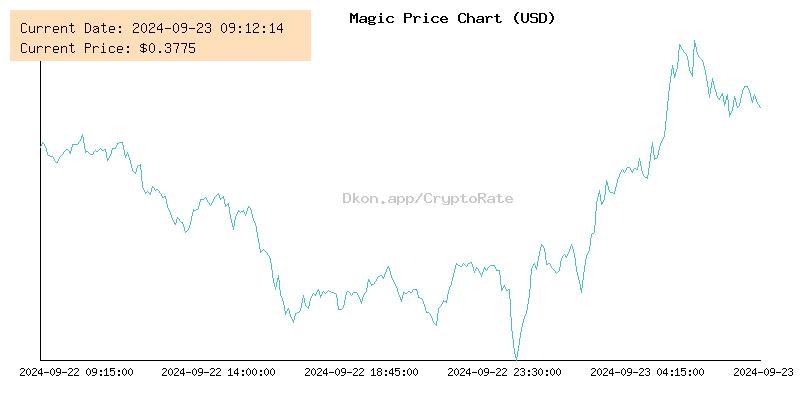 Magic Price Chart (USD)
Current Date: 2024-09-23 09:12:14
Current Price: $0.3775
Dkon.app/CryptoRate
2024-09-22 09:15:00 2024-09-22 14:00:00 2024-09-22 18:45:00 2024-09-22 23:30:00 2024-09-23 04:15:00 2024-09-23